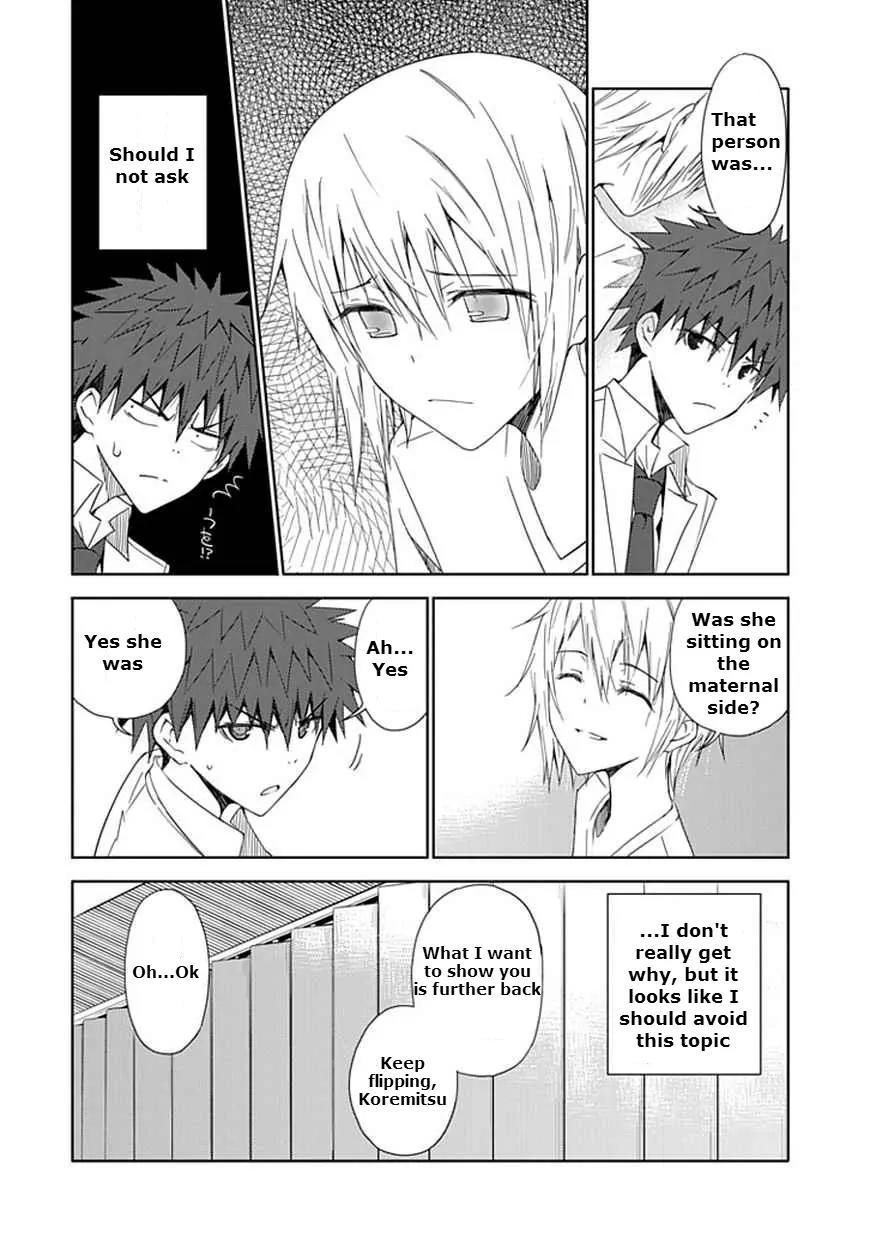 That
person
was...
Should I
not ask
Was she
sitting on
the
maternal
side?
Ah...
Yes
Yes she
was
...I don't
really get
why, but it
looks like I
should avoid
this topic
What I want
to show you
is further back
Keep
flipping,
Koremitsu
Oh...Ok